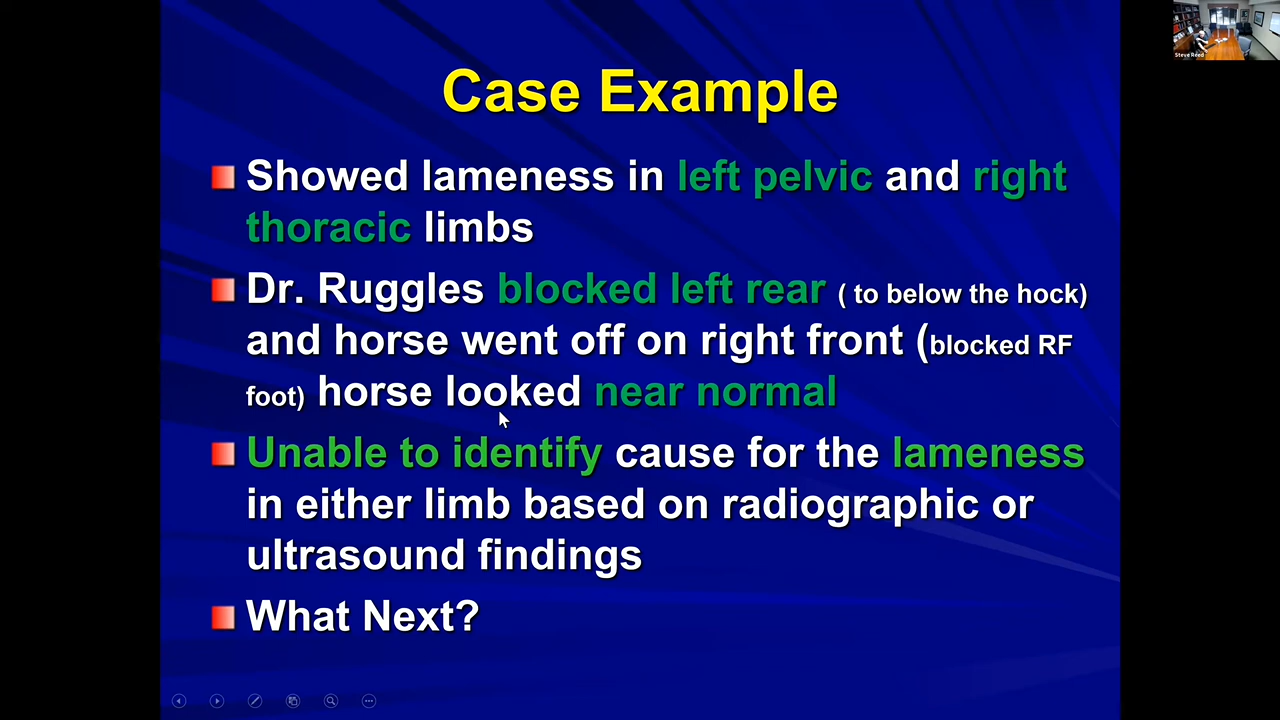 Steve Reed
Case Example
Showed lameness in left pelvic and right
thoracic limbs
Dr. Ruggles blocked left rear ( to below the hock)
and horse went off on right front (blocked RF
foot) horse looked near normal
Unable to identify cause for the lameness
in either limb based on radiographic or
ultrasound findings
What Next?